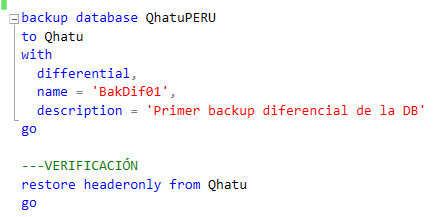 backup database QhatuPERU
to Qhatu
with
differential,
name = 'BakDif01',
description = 'Primer backup diferencial de la DB'
go
---VERIFICACIÓN
restore headeronly from Qhatu
go